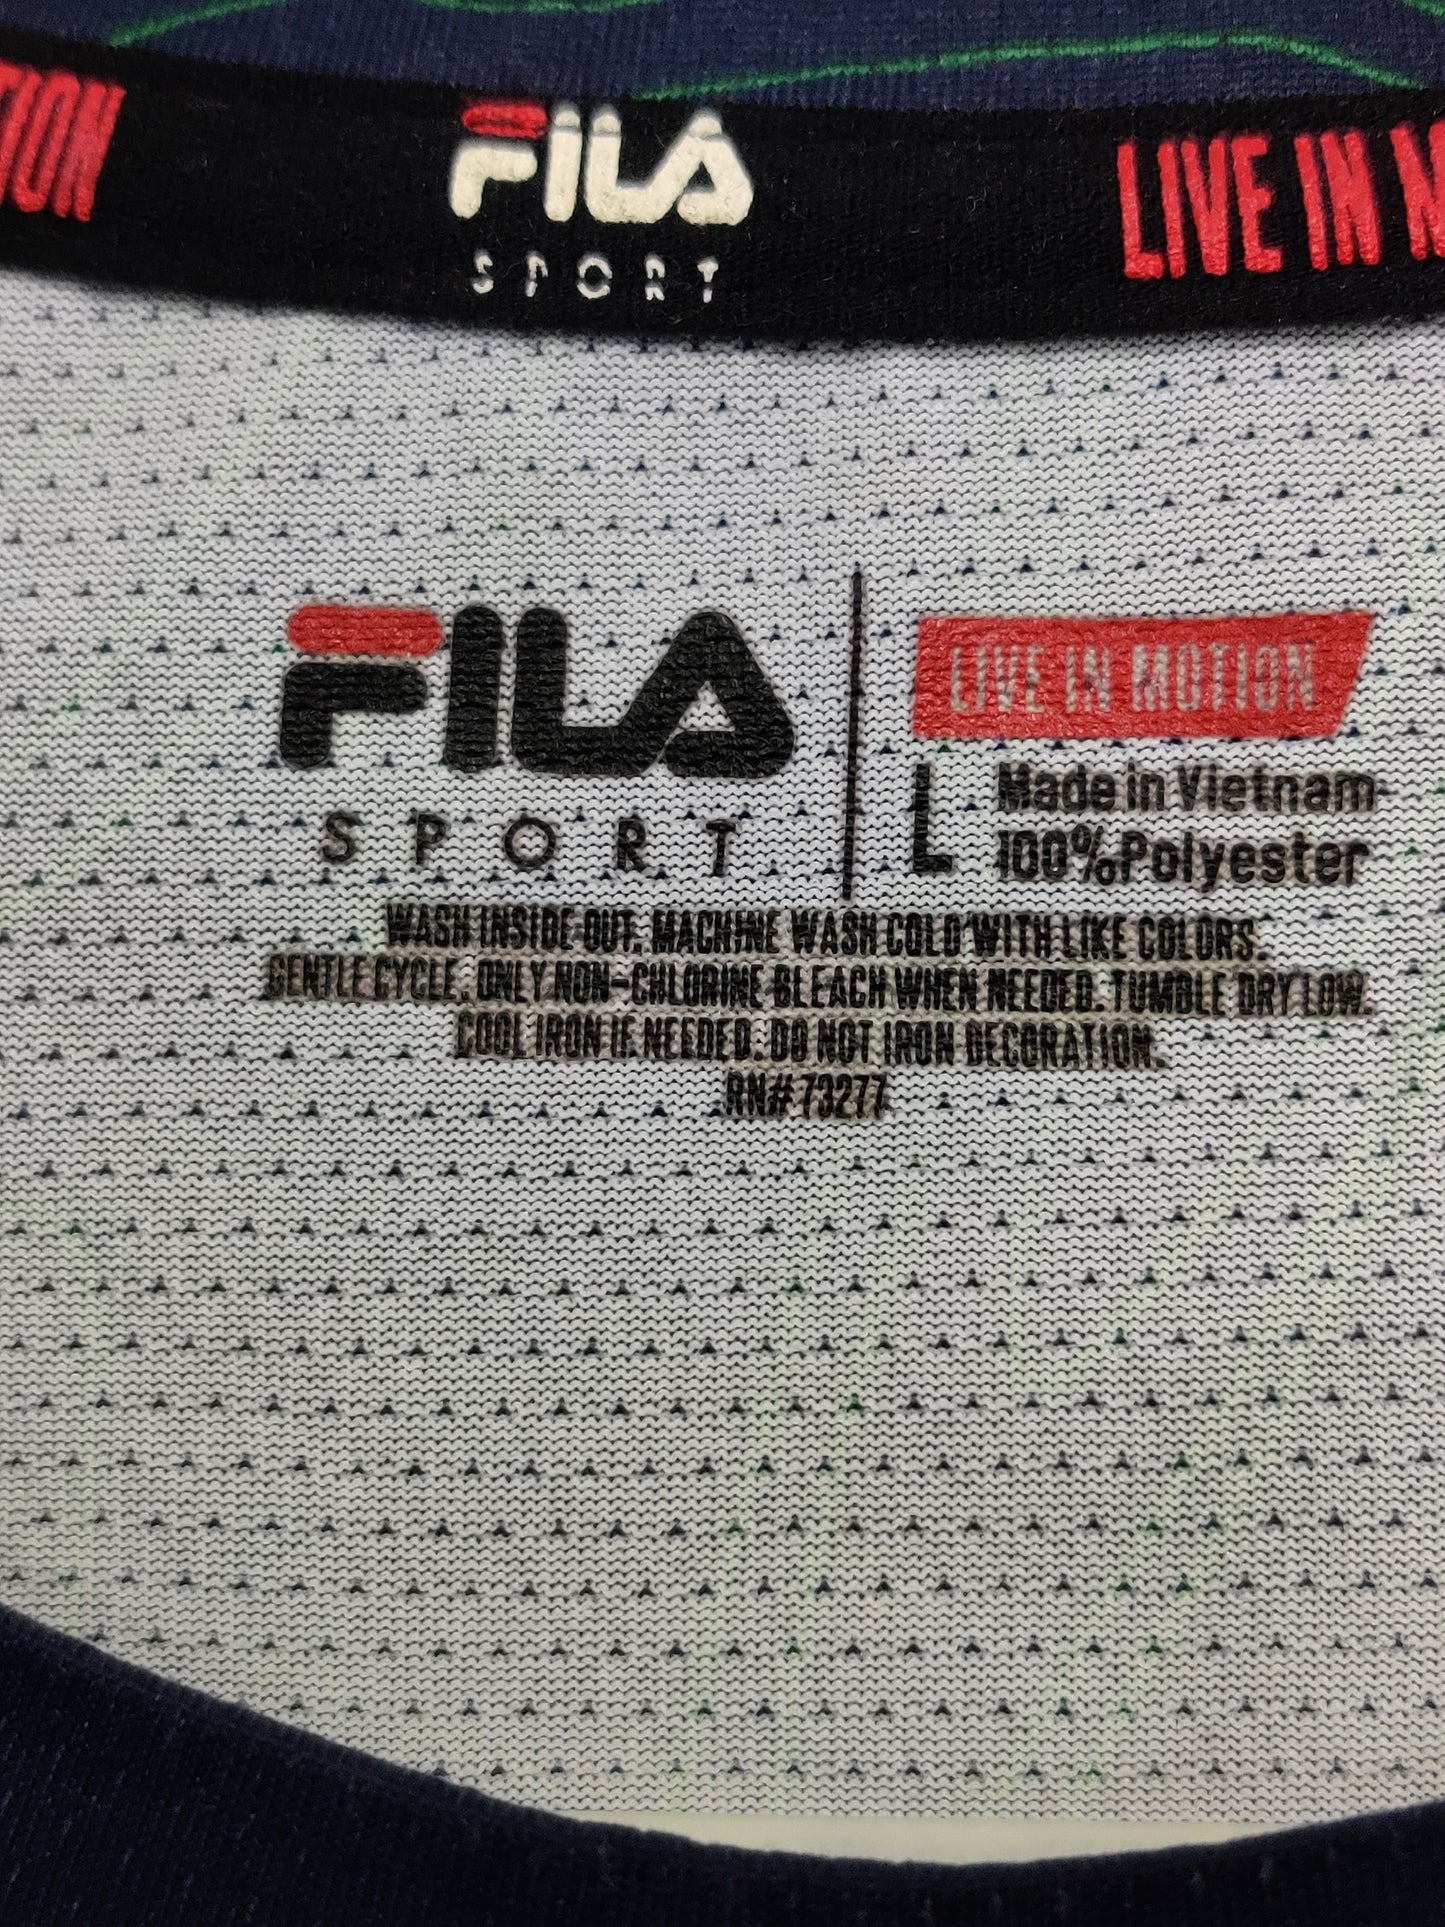 TION
FILA
SPORT
LIVE IN M
FILA
SPORT
LIVE IN MOTION
L
Made in Vietnam
100% Polyester
WASH INSIDE OUT. MACHINE WASH COLD WITH LIKE COLORS.
GENTLE CYCLE. ONLY NON-CHLORINE BLEACH WHEN NEEDED. TUMBLE DRY LOW.
COOL IRON IF NEEDED. DO NOT IRON DECORATION.
RN# 73277